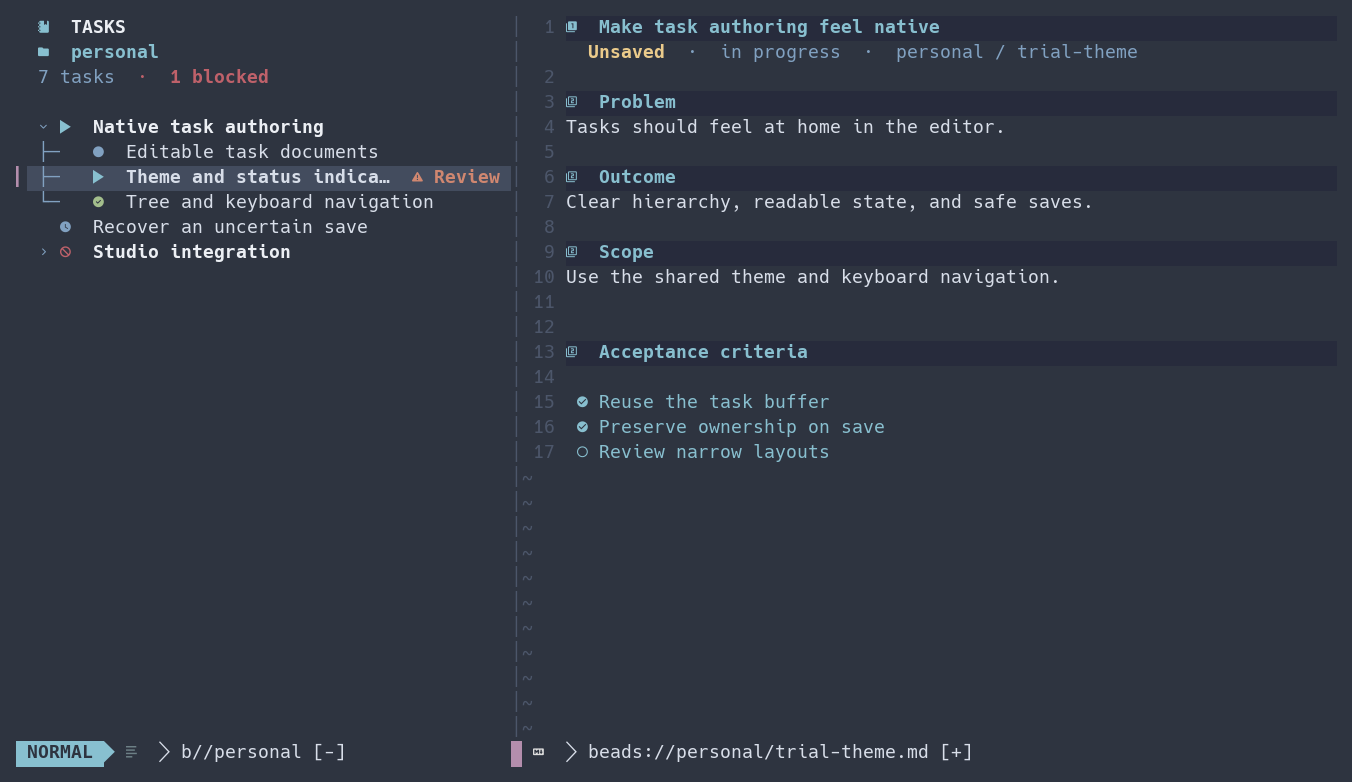 TASKS
personal
7 tasks · 1 blocked
Native task authoring
Editable task documents
Theme and status indica… Review
Tree and keyboard navigation
Recover an uncertain save
Studio integration
1 Make task authoring feel native
Unsaved · in progress · personal / trial-theme
2
3 Problem
4 Tasks should feel at home in the editor.
5
6 Outcome
7 Clear hierarchy, readable state, and safe saves.
8
9 Scope
10 Use the shared theme and keyboard navigation.
11
12
13 Acceptance criteria
14
15 Reuse the task buffer
16 Preserve ownership on save
17 Review narrow layouts
~
~
~
~
~
~
~
~
~
~
~
NORMAL b//personal [-]
beads://personal/trial-theme.md [+]